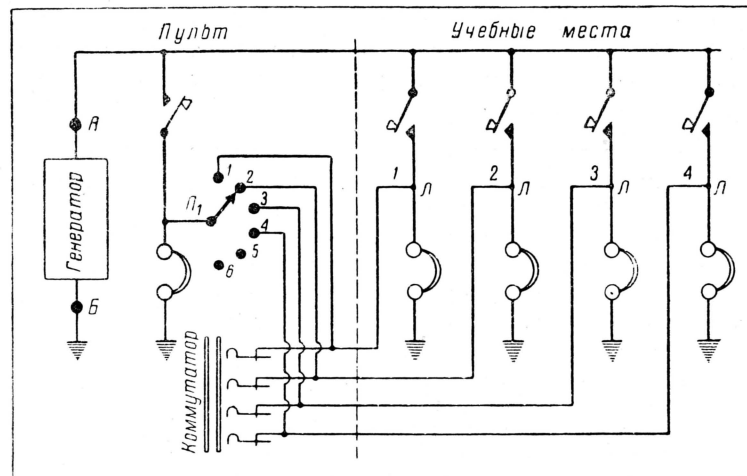 Пульт
Учебные места
А
Генератор
Б
П1
1
2
3
4
5
6
Коммутатор
1 Л
2 Л
3 Л
4 Л